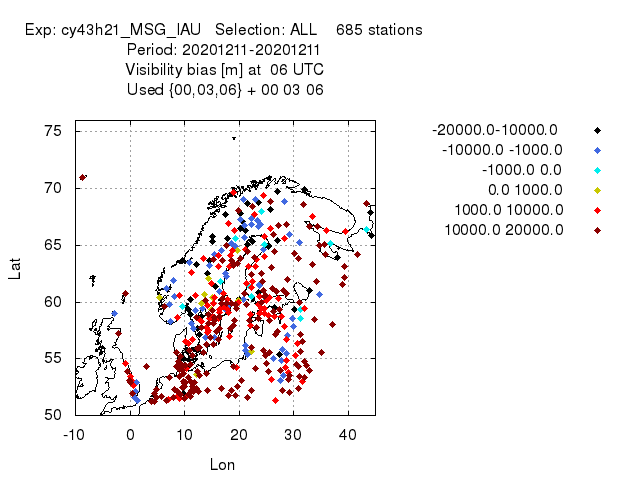 Exp: cy43h21_MSG_IAU   Selection: ALL    685 stations
Period: 20201211-20201211
Visibility bias [m] at  06 UTC
Used {00,03,06} + 00 03 06
-20000.0-10000.0
-10000.0 -1000.0
-1000.0 0.0
0.0 1000.0
1000.0 10000.0
10000.0 20000.0
75
70
65
60
55
50
Lat
-10 0 10 20 30 40
Lon